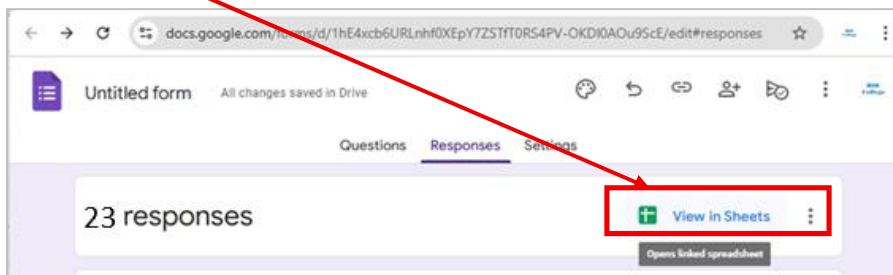 docs.google.com/forms/d/1hE4xcb6URLnhf0XEpY7ZSTfT0RS4PV-OKDI0AOu9ScE/edit#responses
Untitled form All changes saved in Drive
Questions Responses Settings
23 responses View in Sheets
Opens linked spreadsheet